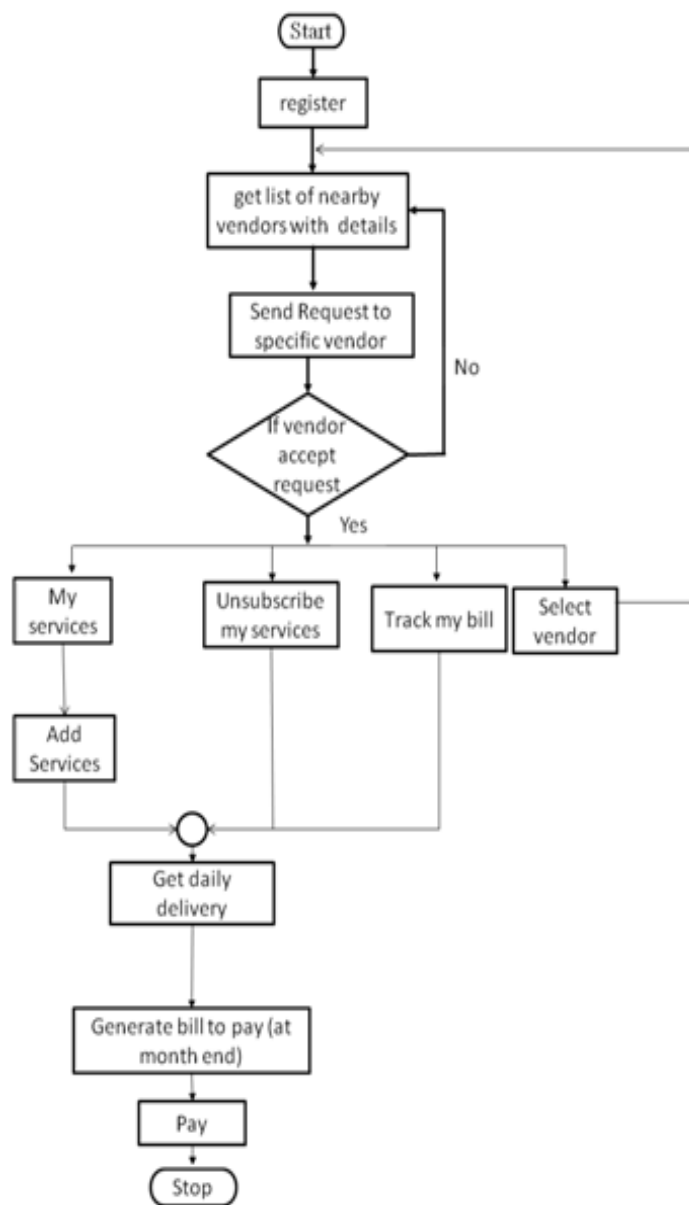 Start
register
get list of nearby
vendors with details
Send Request to
specific vendor
No
If vendor
accept
request
Yes
My
services
Unsubscribe
my services
Track my bill
Select
vendor
Add
Services
Get daily
delivery
Generate bill to pay (at
month end)
Pay
Stop